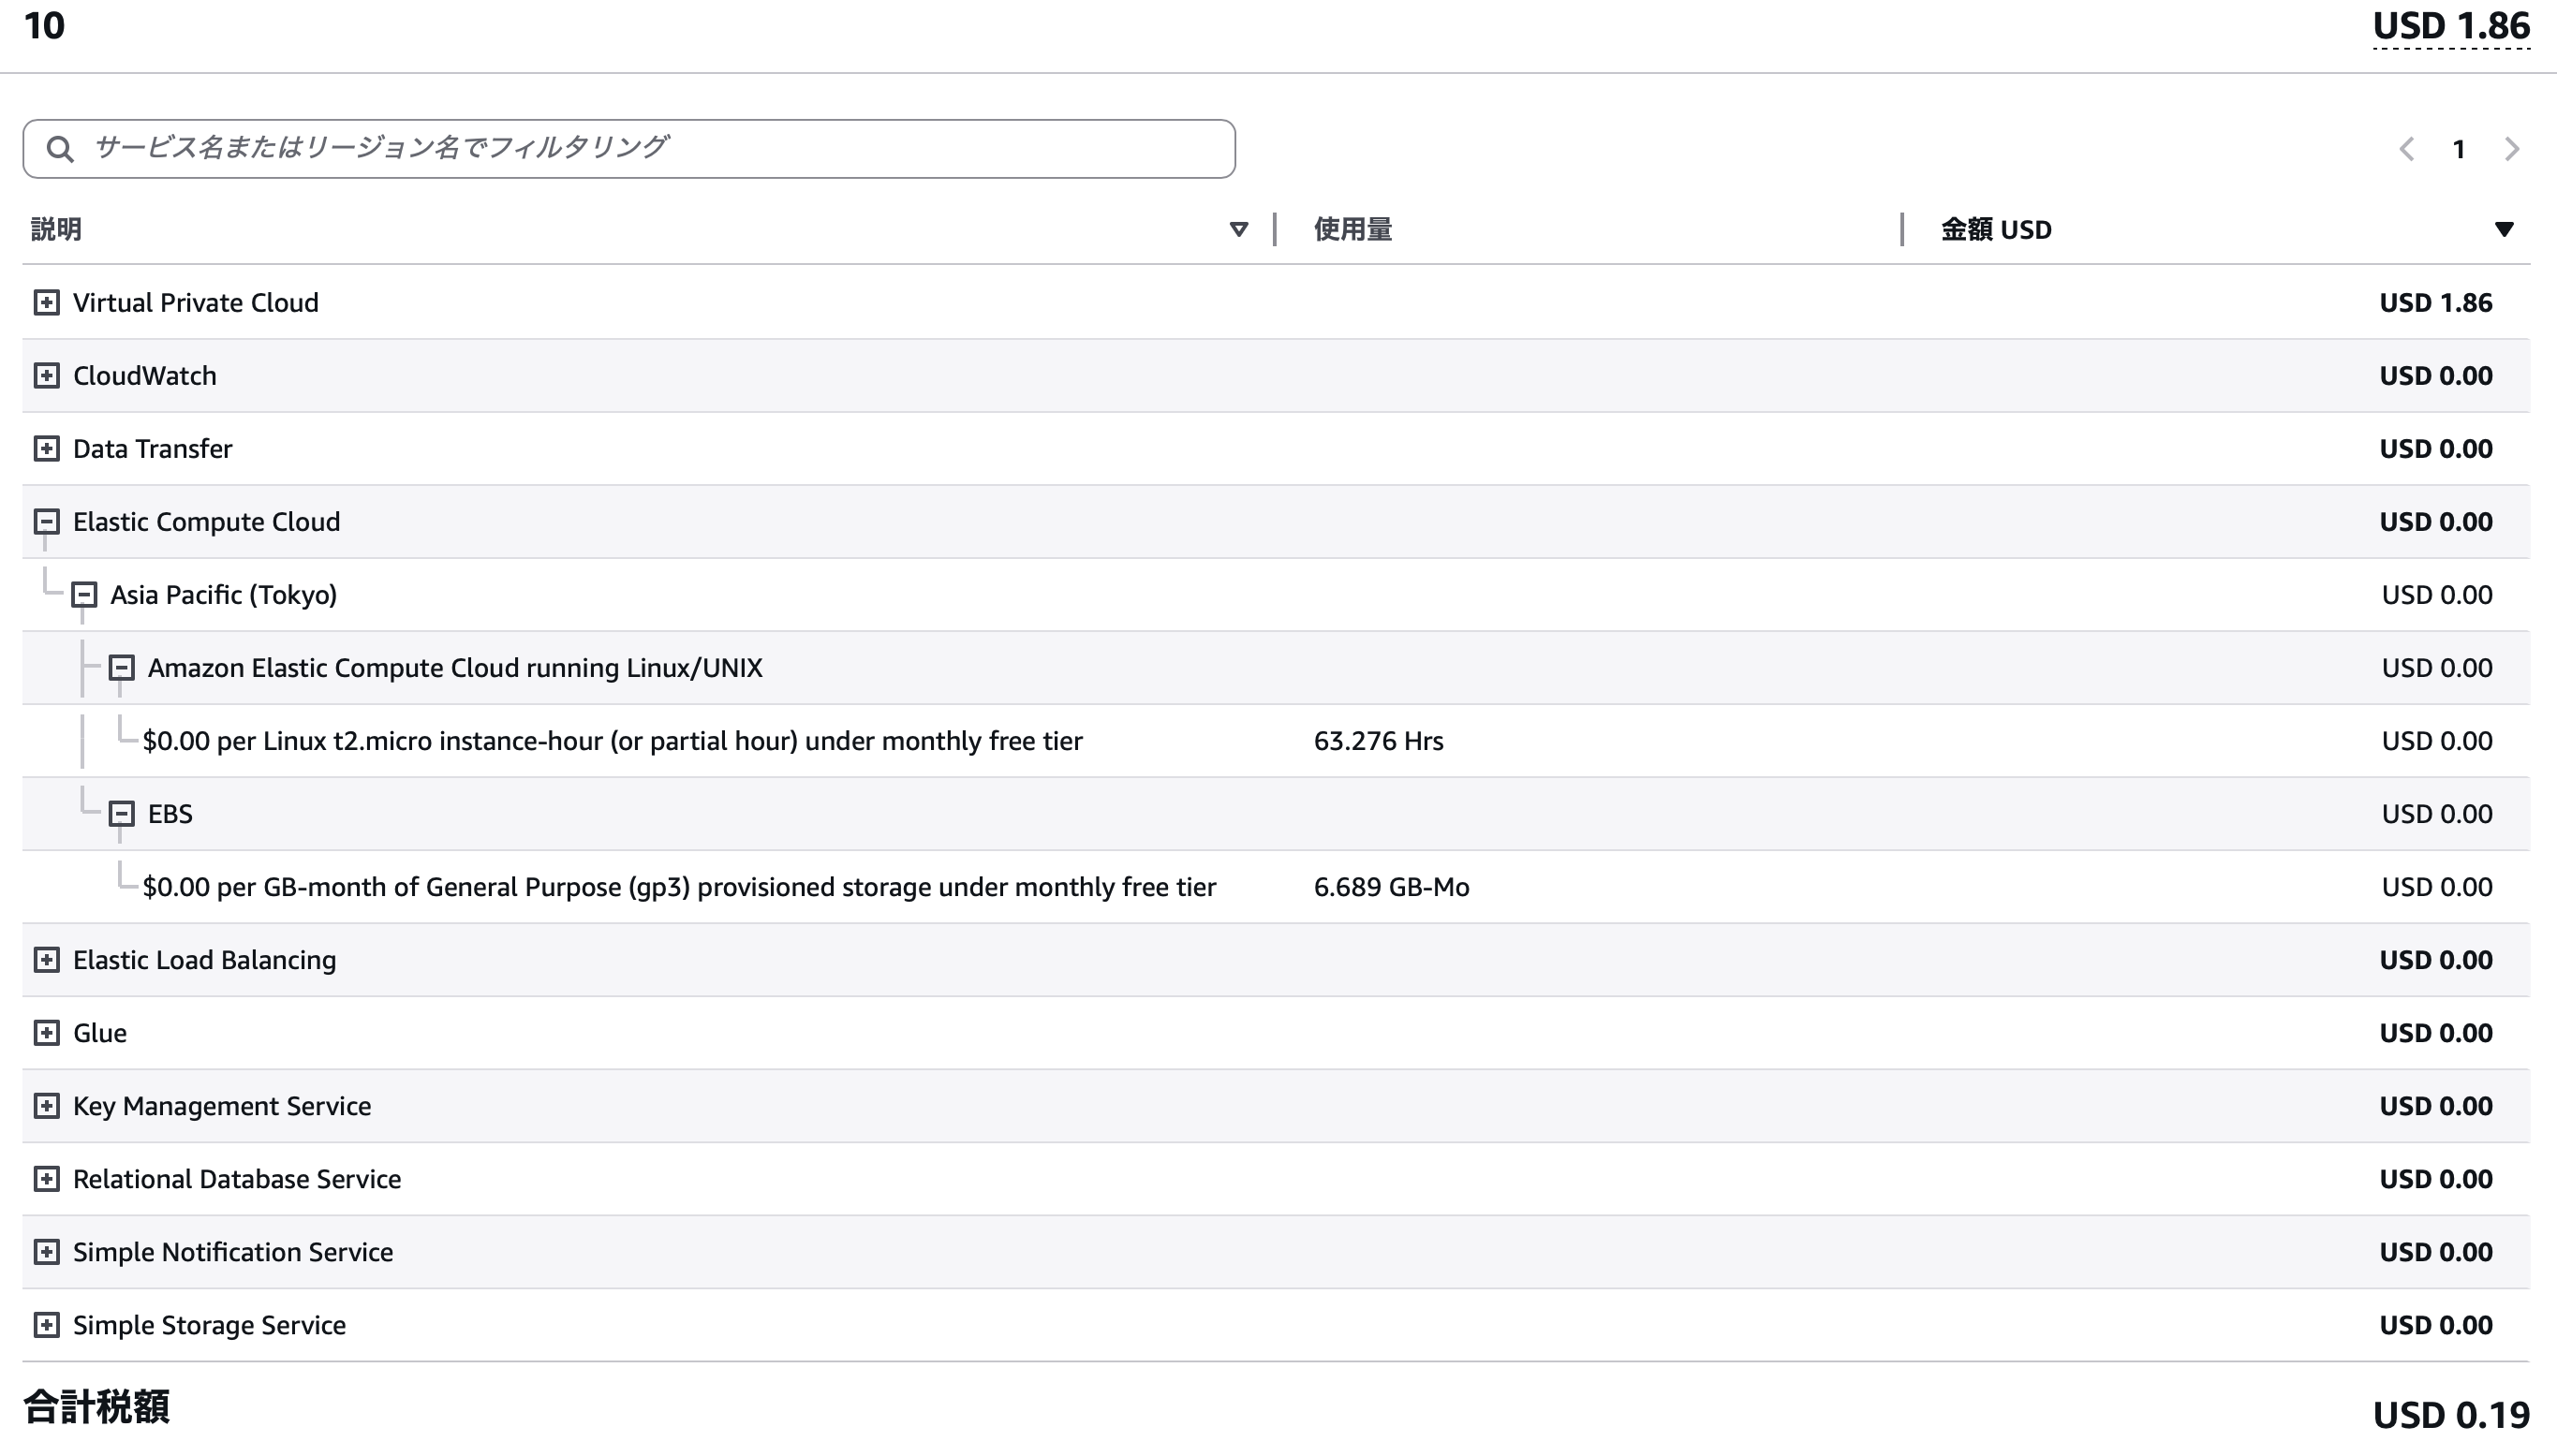 10 USD 1.86
サービス名またはリージョン名でフィルタリング 1
説明 使用量 金額 USD
Virtual Private Cloud USD 1.86
CloudWatch USD 0.00
Data Transfer USD 0.00
Elastic Compute Cloud USD 0.00
Asia Pacific (Tokyo) USD 0.00
Amazon Elastic Compute Cloud running Linux/UNIX USD 0.00
$0.00 per Linux t2.micro instance-hour (or partial hour) under monthly free tier 63.276 Hrs USD 0.00
EBS USD 0.00
$0.00 per GB-month of General Purpose (gp3) provisioned storage under monthly free tier 6.689 GB-Mo USD 0.00
Elastic Load Balancing USD 0.00
Glue USD 0.00
Key Management Service USD 0.00
Relational Database Service USD 0.00
Simple Notification Service USD 0.00
Simple Storage Service USD 0.00
合計税額 USD 0.19